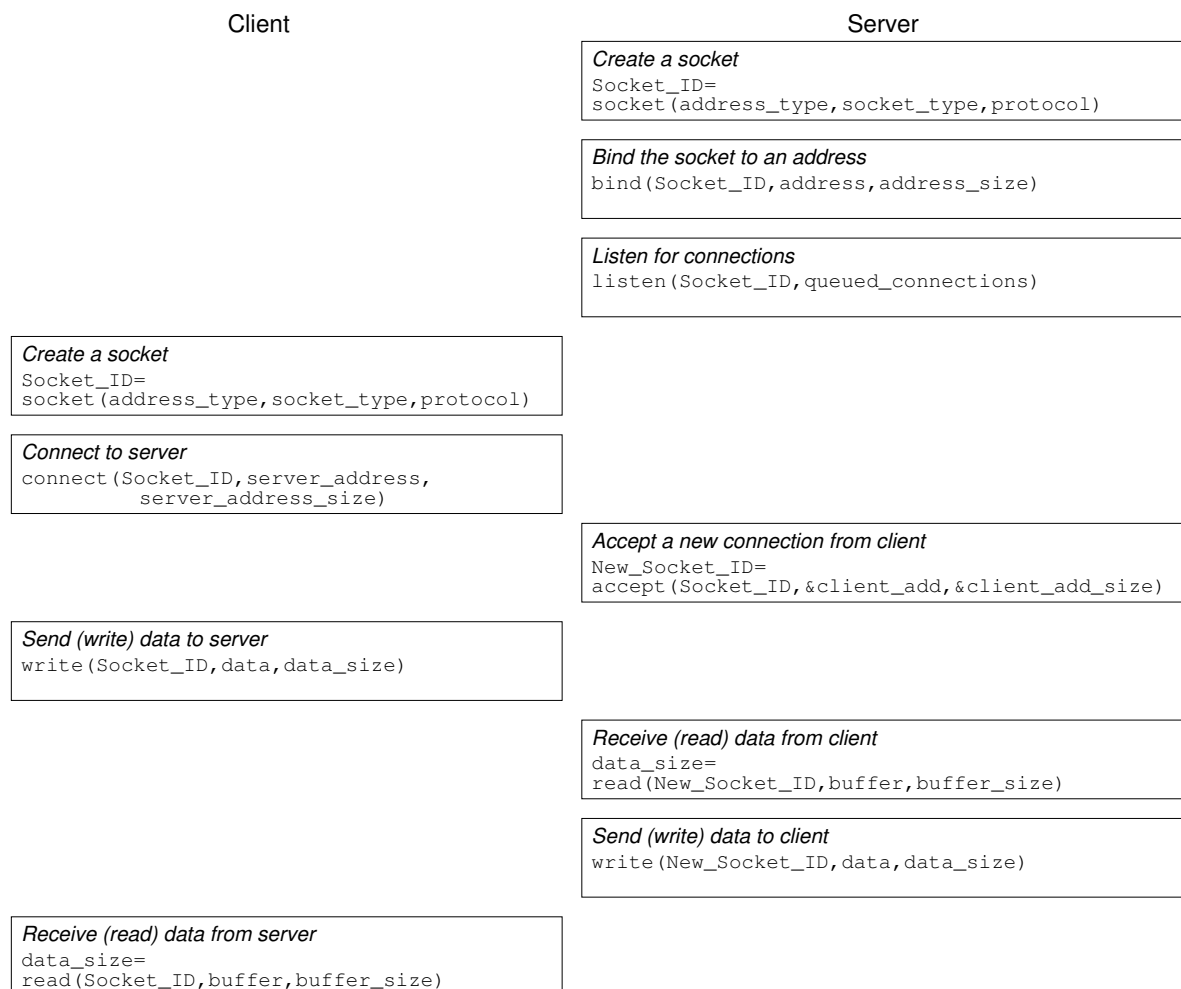 Client Server
Create a socket
Socket_ID=
socket(address_type,socket_type,protocol)
Bind the socket to an address
bind(Socket_ID,address,address_size)
Listen for connections
listen(Socket_ID,queued_connections)
Create a socket
Socket_ID=
socket(address_type,socket_type,protocol)
Connect to server
connect(Socket_ID,server_address,
server_address_size)
Accept a new connection from client
New_Socket_ID=
accept(Socket_ID,&client_add,&client_add_size)
Send (write) data to server
write(Socket_ID,data,data_size)
Receive (read) data from client
data_size=
read(New_Socket_ID,buffer,buffer_size)
Send (write) data to client
write(New_Socket_ID,data,data_size)
Receive (read) data from server
data_size=
read(Socket_ID,buffer,buffer_size)